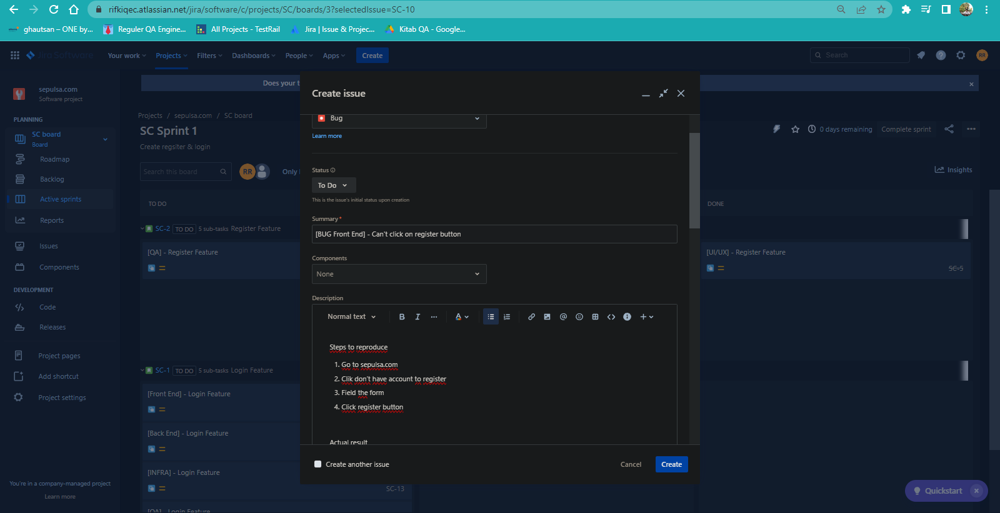 rifkiqec.atlassian.net/jira/software/c/projects/SC/boards/3?selectedIssue=SC-10
ghautsan – ONE by... Reguler QA Engine... All Projects - TestRail Jira | Issue & Projec... Kitab QA - Google...
Jira Software Your work Projects Filters Dashboards People Apps Create Search RR
Does your t
sepulsa.com
Software project
PLANNING
SC board
Board
Roadmap
Backlog
Active sprints
Reports
Issues
Components
DEVELOPMENT
Code
Releases
Project pages
Add shortcut
Project settings
You're in a company-managed project
Learn more
Projects / sepulsa.com / SC board
SC Sprint 1
Create regsiter & login
0 days remaining Complete sprint
Search this board RR Only
Insights
TO DO
DONE
SC-2 TO DO 5 sub-tasks Register Feature
[QA] - Register Feature
[UI/UX] - Register Feature
SC-5
SC-1 TO DO 5 sub-tasks Login Feature
[Front End] - Login Feature
[Back End] - Login Feature
[INFRA] - Login Feature
SC-13
[QA] - Login Feature
Create issue
Bug
Learn more
Status
To Do
This is the issue's initial status upon creation
Summary*
[BUG Front End] - Can't click on register button
Components
None
Description
Normal text B I A
Steps to reproduce
1. Go to sepulsa.com
2. Clik don't have account to register
3. Field the form
4. Click register button
Actual result
Create another issue Cancel Create
Quickstart